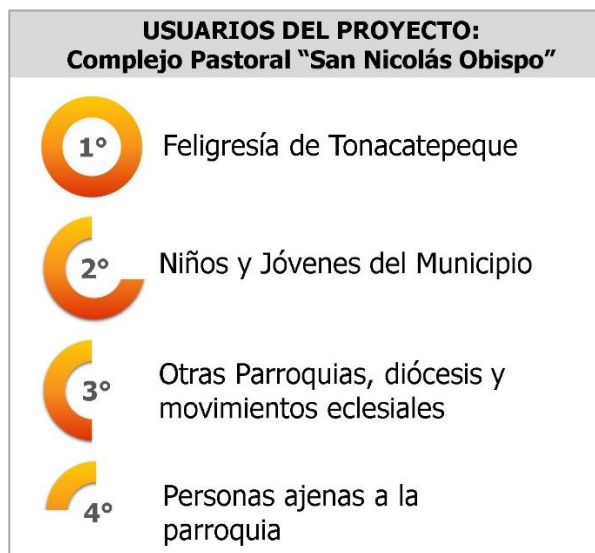 USUARIOS DEL PROYECTO:
Complejo Pastoral “San Nicolás Obispo”
1° Feligresía de Tonacatepeque
2° Niños y Jóvenes del Municipio
3° Otras Parroquias, diócesis y
movimientos eclesiales
4° Personas ajenas a la
parroquia